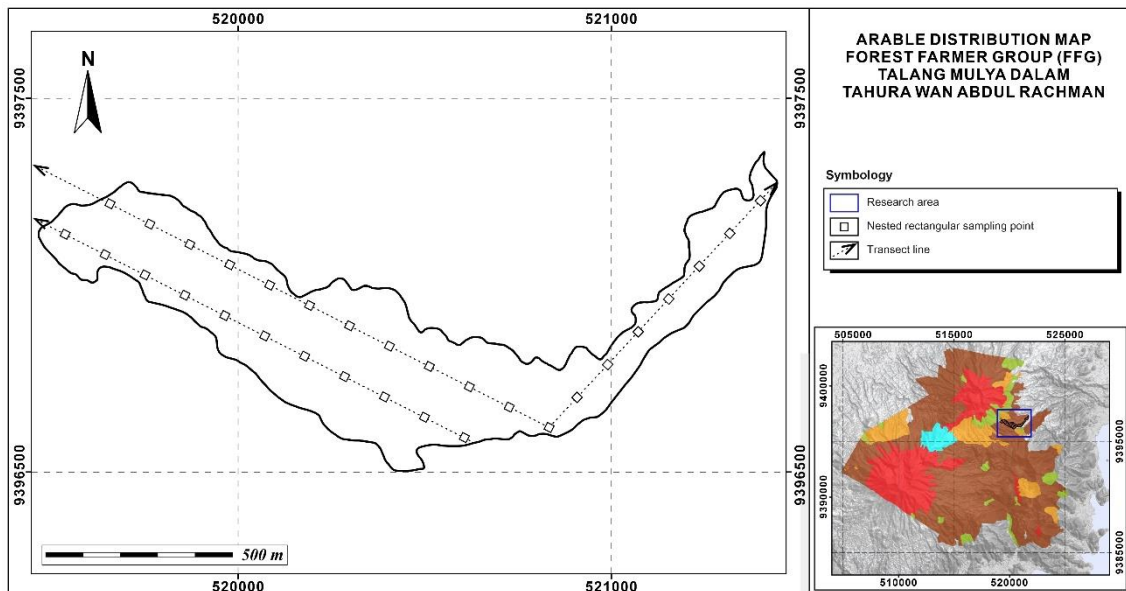 520000
521000
9397500
9397500
N
9396500
9396500
500 m
520000
521000
ARABLE DISTRIBUTION MAP
FOREST FARMER GROUP (FFG)
TALANG MULYA DALAM
TAHURA WAN ABDUL RACHMAN
Symbology
Research area
Nested rectangular sampling point
Transect line
505000
515000
525000
9400000
9395000
9390000
9385000
510000
520000